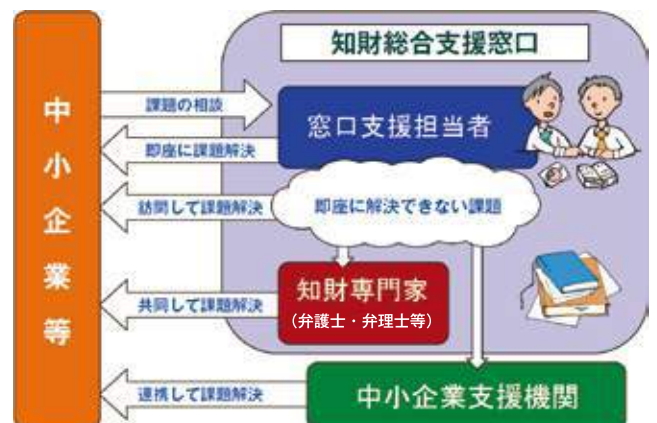 知財総合支援窓口
中小企業等
課題の相談
窓口支援担当者
即座に課題解決
訪問して課題解決
即座に解決できない課題
知財専門家
(弁護士・弁理士等)
共同して課題解決
連携して課題解決
中小企業支援機関